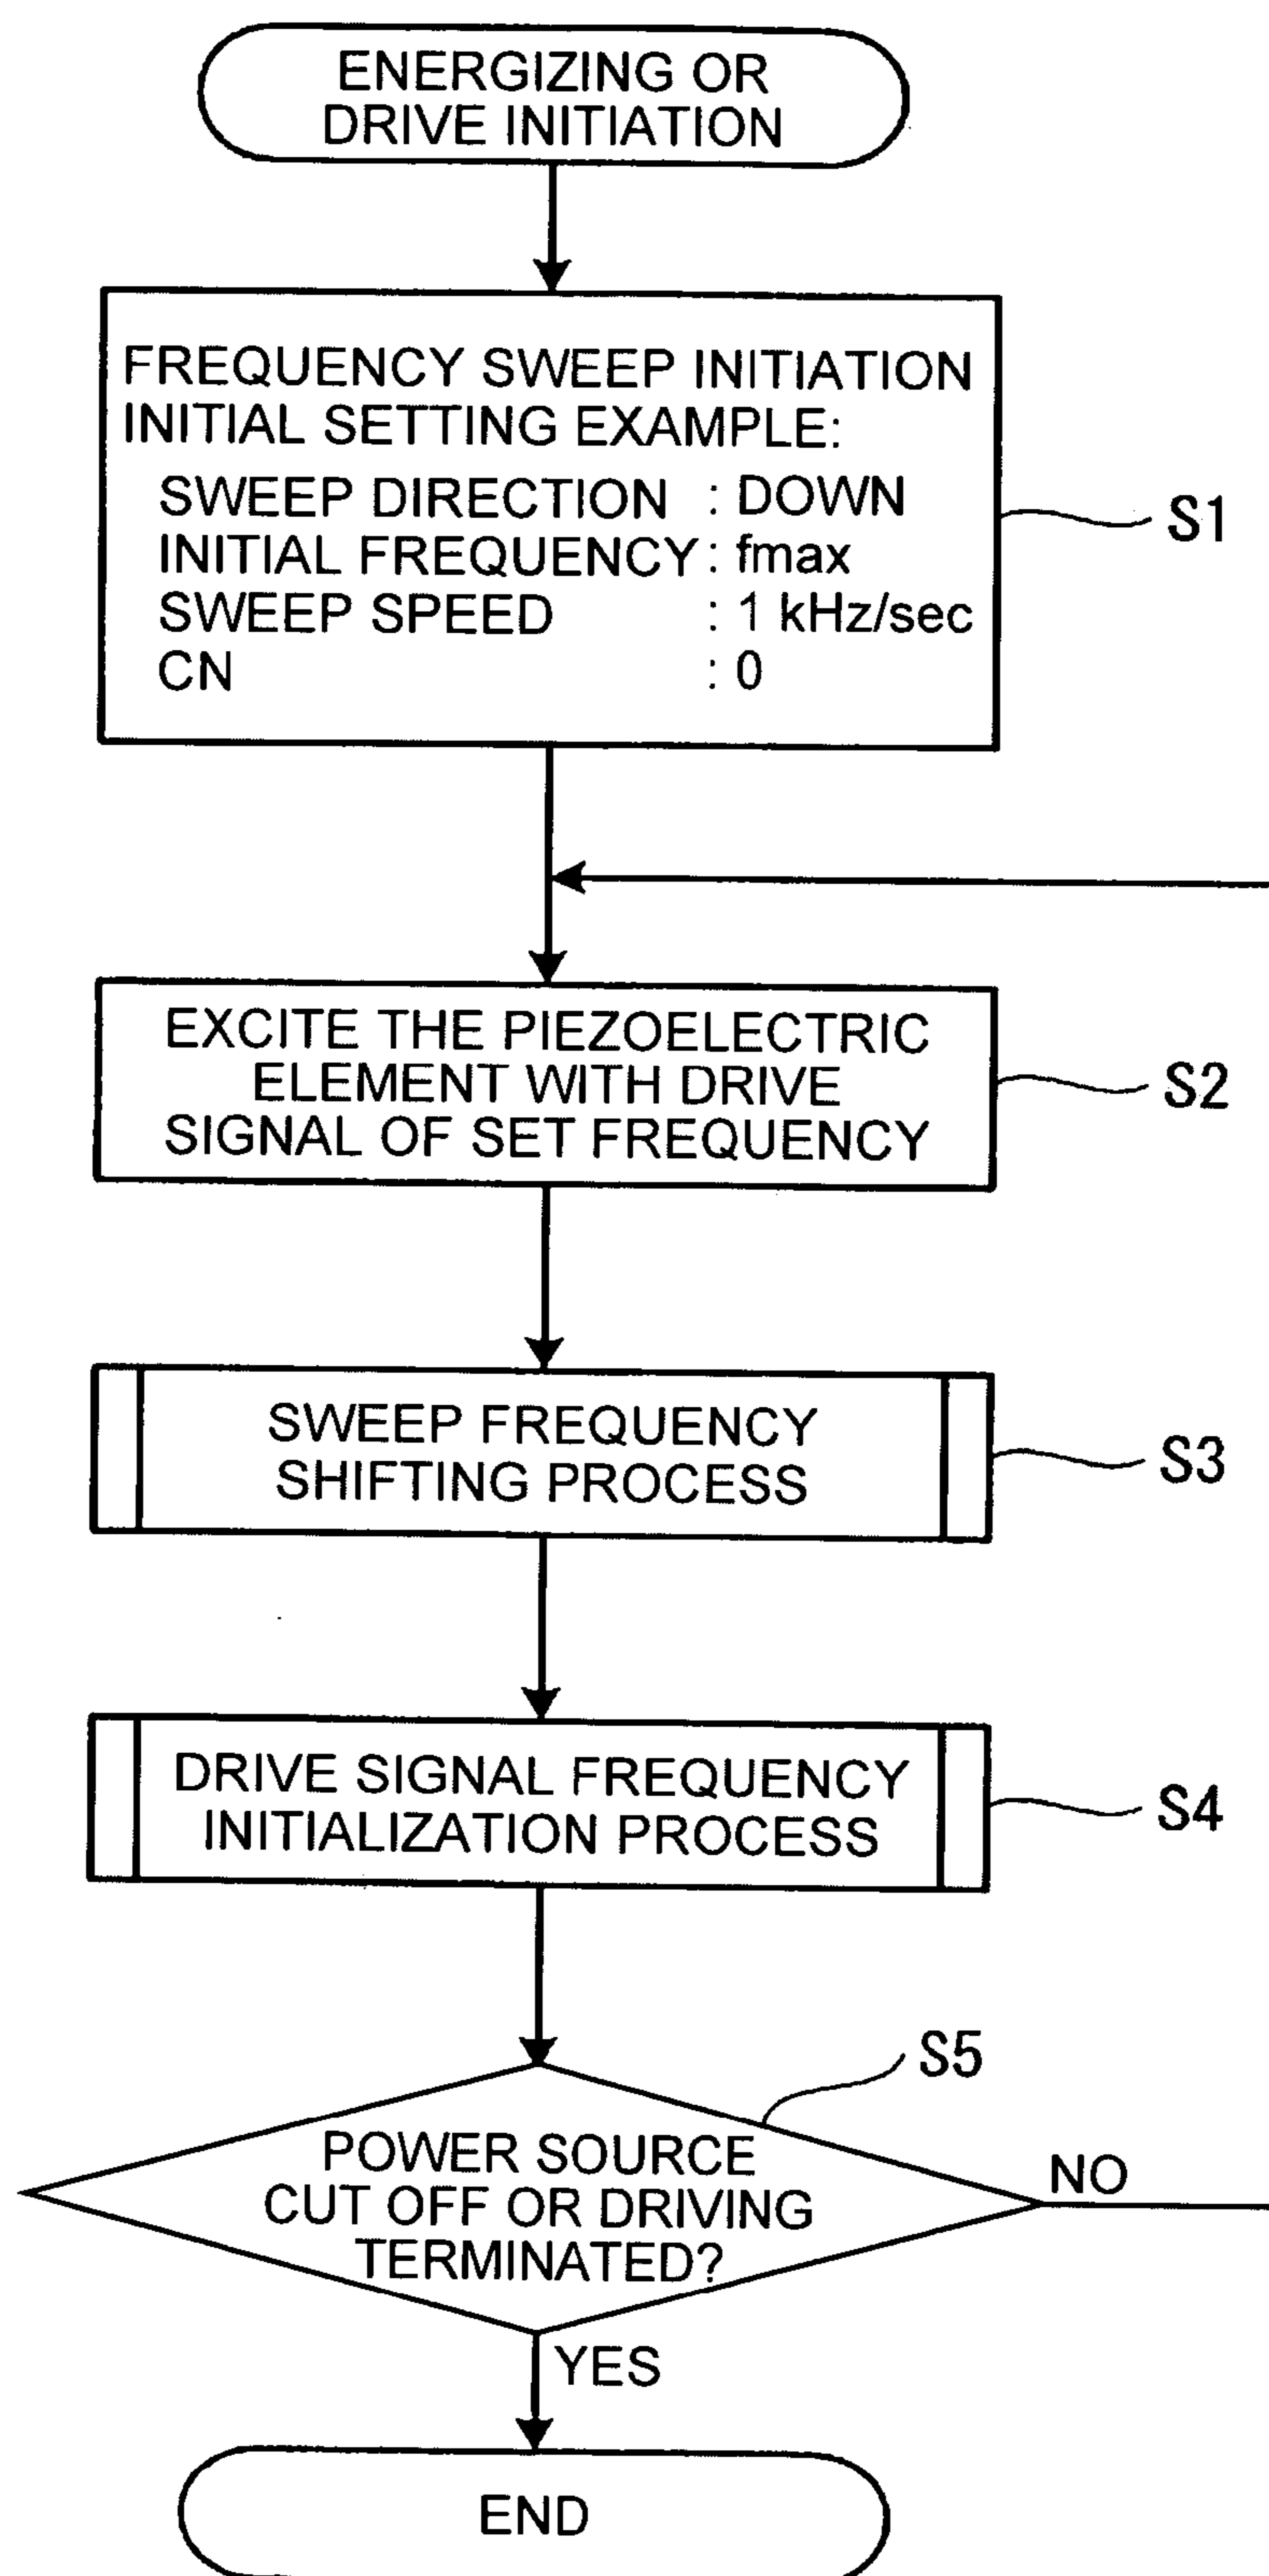 ENERGIZING OR
DRIVE INITIATION
FREQUENCY SWEEP INITIATION
INITIAL SETTING EXAMPLE:
SWEEP DIRECTION : DOWN
INITIAL FREQUENCY : fmax
SWEEP SPEED : 1 kHz/sec
CN : 0
S1
EXCITE THE PIEZOELECTRIC
ELEMENT WITH DRIVE
SIGNAL OF SET FREQUENCY
S2
SWEEP FREQUENCY
SHIFTING PROCESS
S3
DRIVE SIGNAL FREQUENCY
INITIALIZATION PROCESS
S4
S5
POWER SOURCE
CUT OFF OR DRIVING
TERMINATED?
NO
YES
END